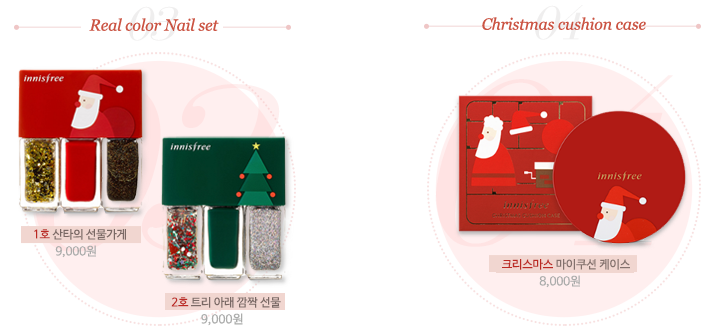 03
Real color Nail set
innisfree
innisfree
1호 산타의 선물가게
9,000원
2호 트리 아래 깜짝 선물
9,000원
04
Christmas cushion case
innisfree
innisfree
크리스마스 마이쿠션 케이스
8,000원